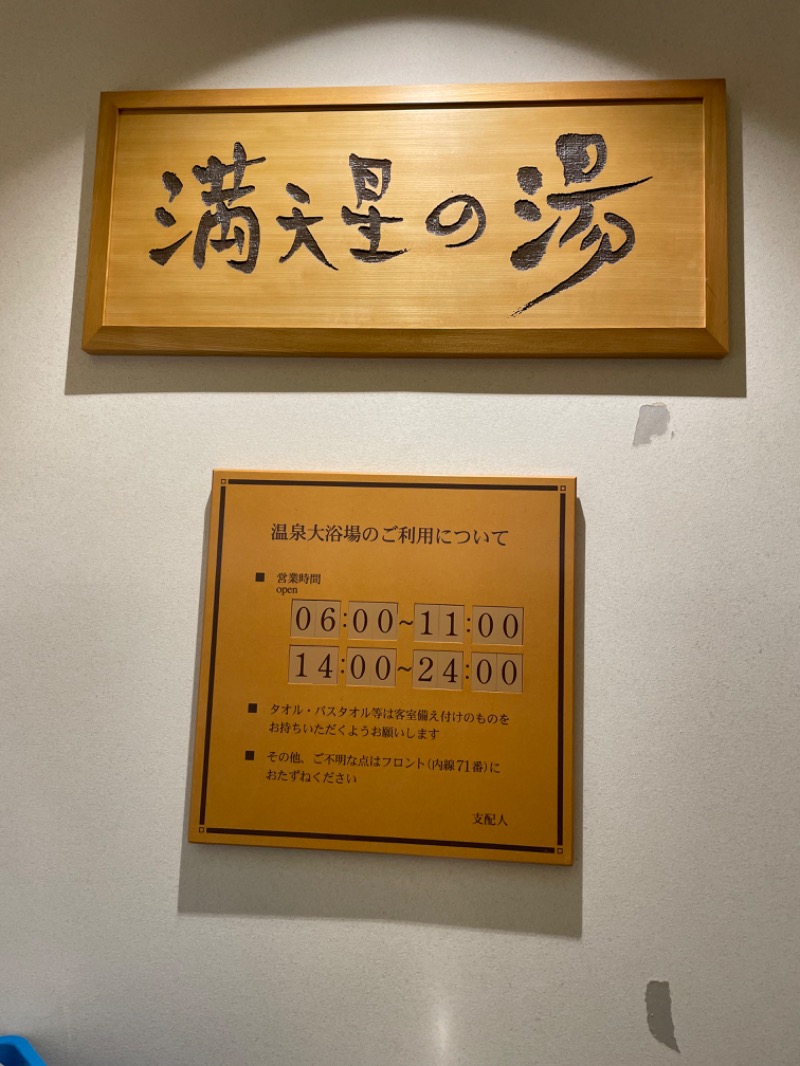 満天星の湯
温泉大浴場のご利用について
■ 営業時間
open
06:00~11:00
14:00~24:00
■ タオル・バスタオル等は客室備え付けのものを
お持ちいただくようお願いします
■ その他、ご不明な点はフロント(内線71番)に
おたずねください
支配人